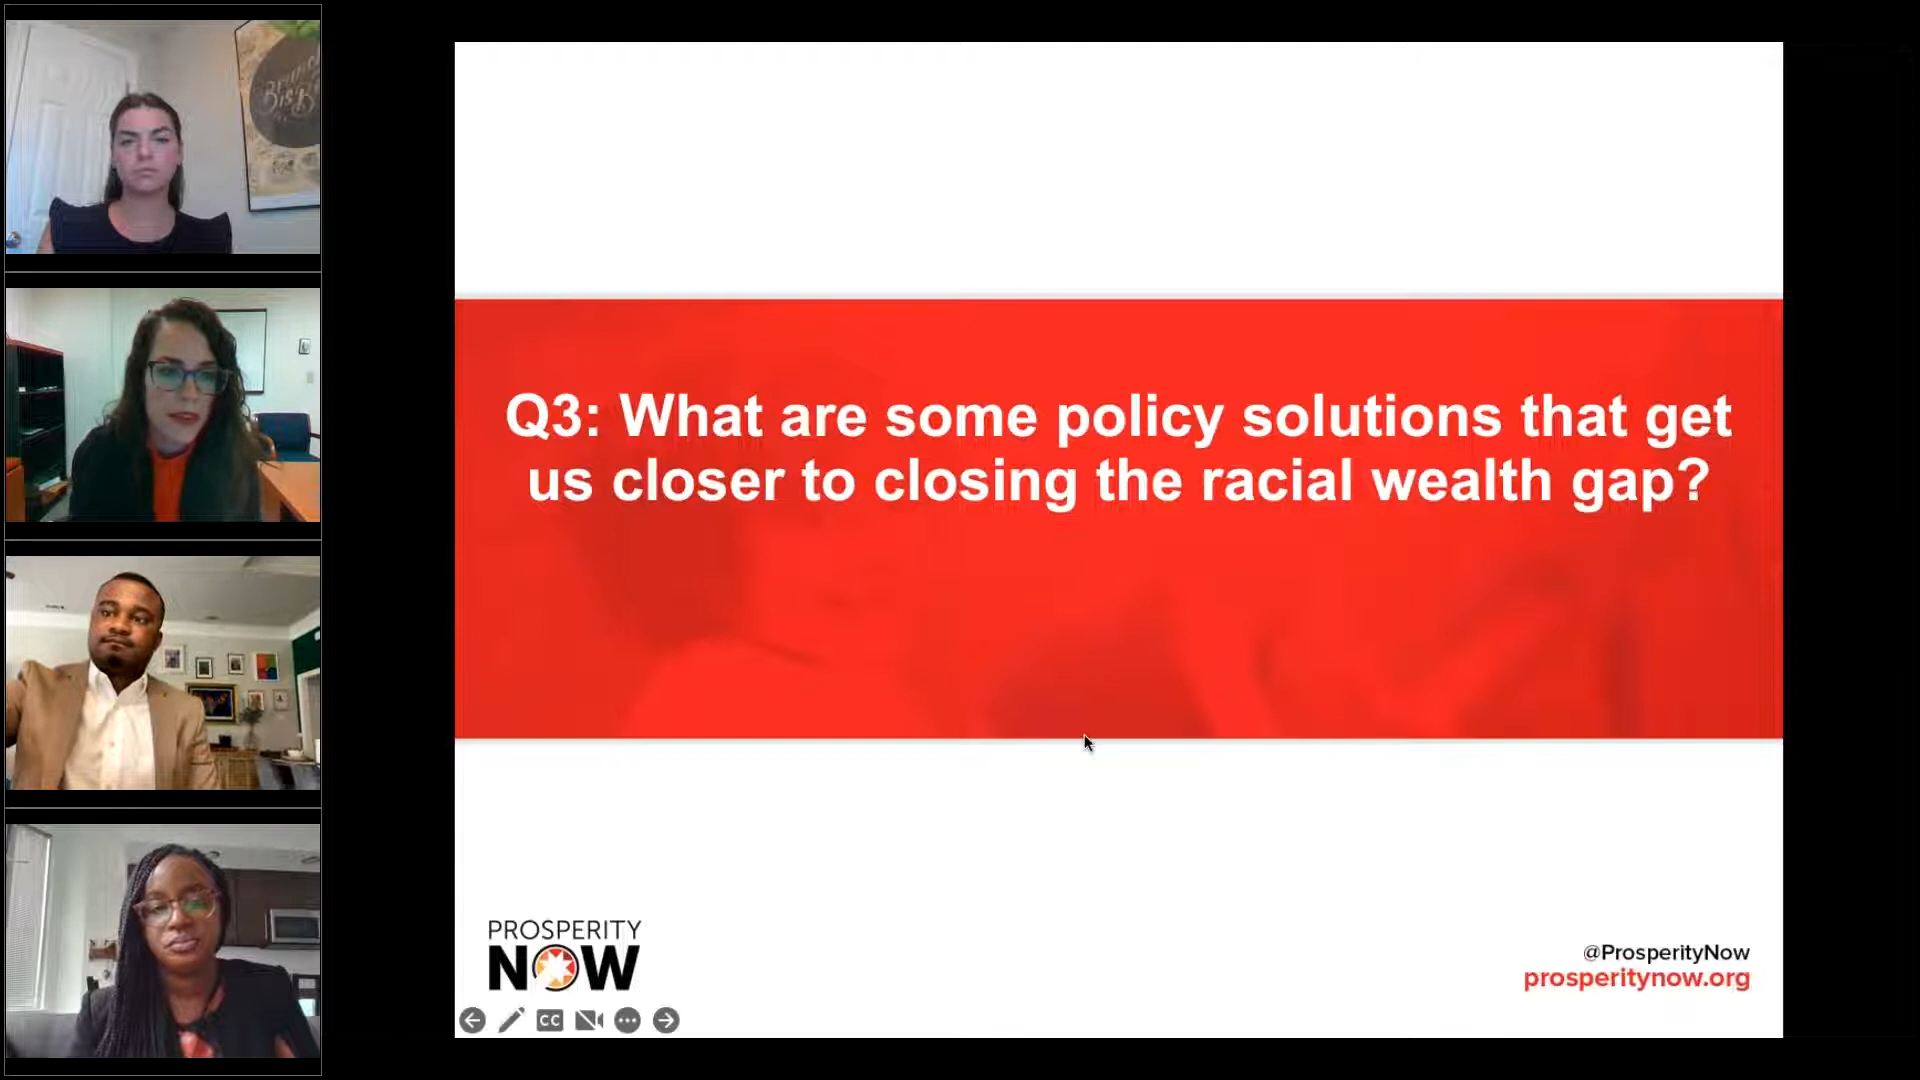 Q3: What are some policy solutions that get
us closer to closing the racial wealth gap?
PROSPERITY
NOW
@ProsperityNow
prosperitynow.org
CC